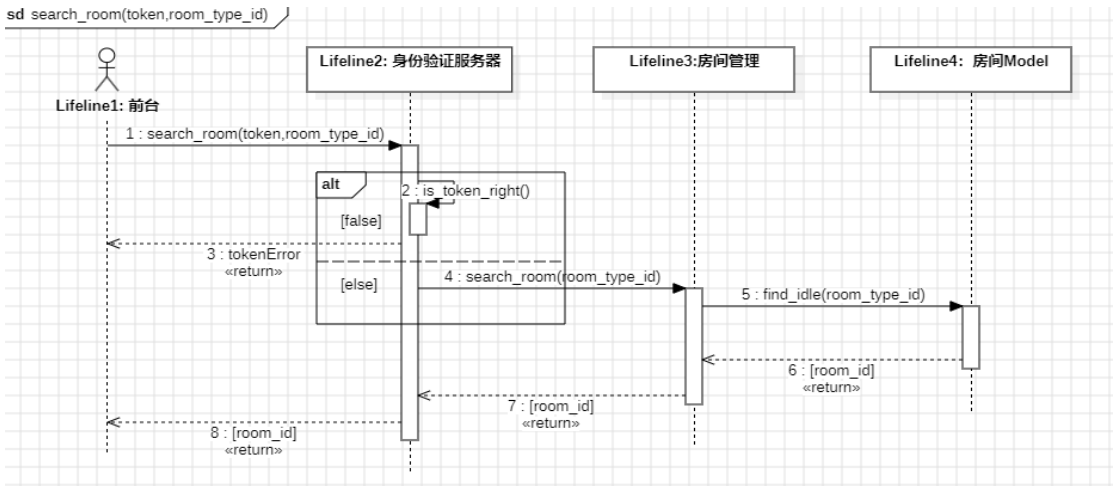 sd search_room(token,room_type_id)
Lifeline1: 前台
Lifeline2: 身份验证服务器
Lifeline3:房间管理
Lifeline4: 房间Model
1 : search_room(token,room_type_id)
alt
2 : is_token_right()
[false]
3 : tokenError
«return»
[else]
4 : search_room(room_type_id)
5 : find_idle(room_type_id)
6 : [room_id]
«return»
7 : [room_id]
«return»
8 : [room_id]
«return»